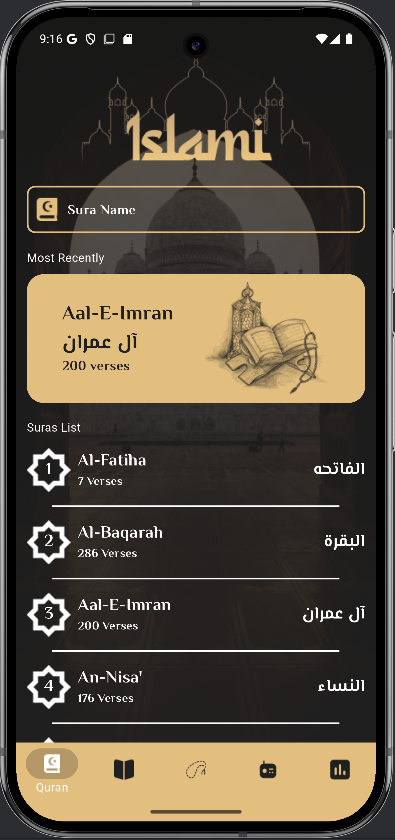 9:16
Islami
Sura Name
Most Recently
Aal-E-Imran
آل عمران
200 verses
Suras List
1
Al-Fatiha
7 Verses
الفاتحه
2
Al-Baqarah
286 Verses
البقرة
3
Aal-E-Imran
200 Verses
آل عمران
4
An-Nisa'
176 Verses
النساء
Quran